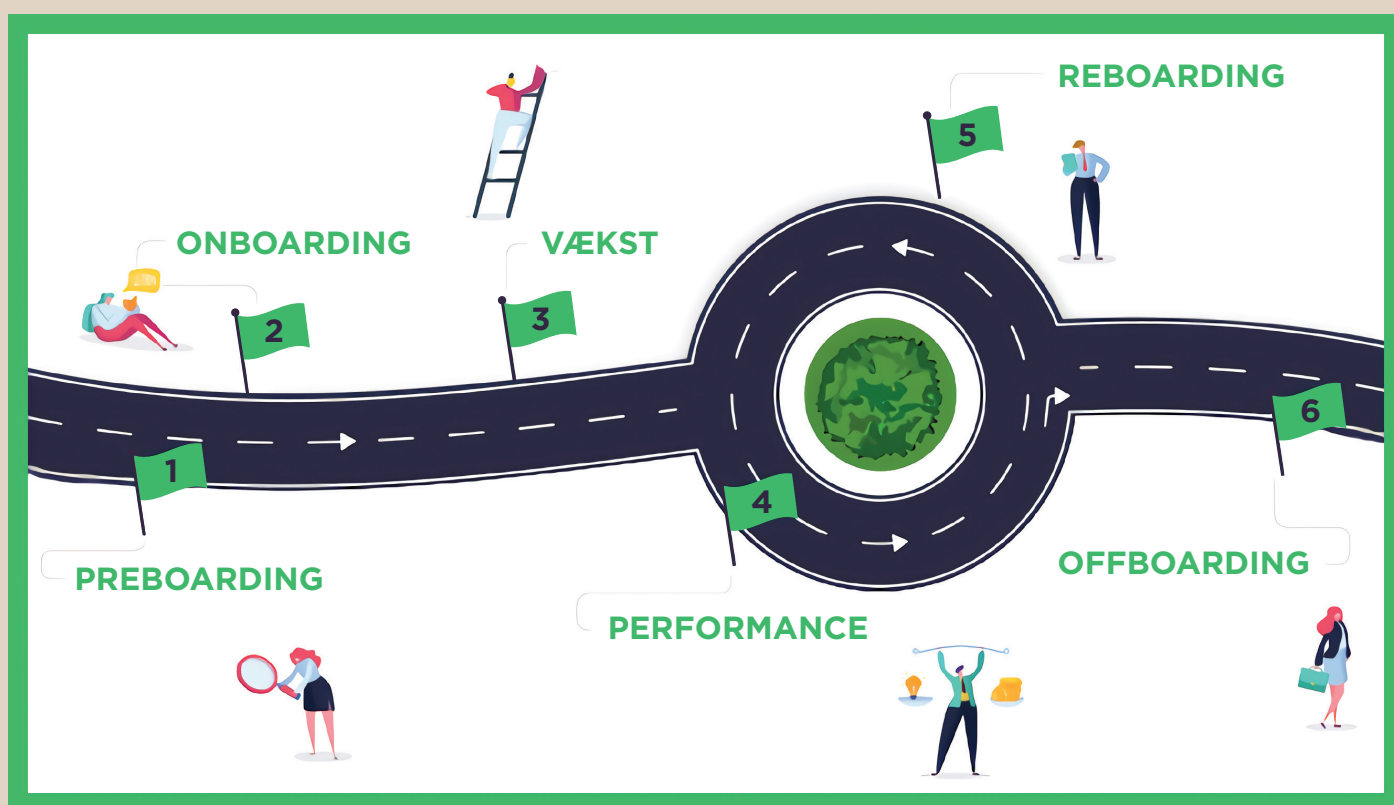 1
PREBOARDING
2
ONBOARDING
3
VÆKST
4
PERFORMANCE
5
REBOARDING
6
OFFBOARDING